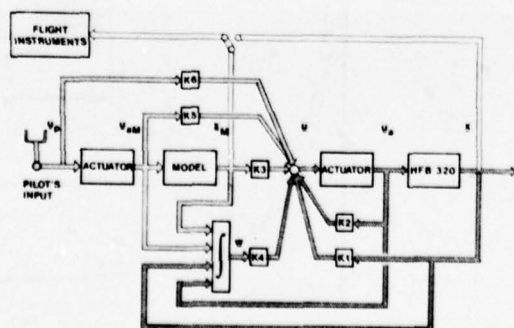 FLIGHT
INSTRUMENTS
K6
K5
ACTUATOR
MODEL
K3
ACTUATOR
HFB 320
PILOT'S
INPUT
K2
K4
K1